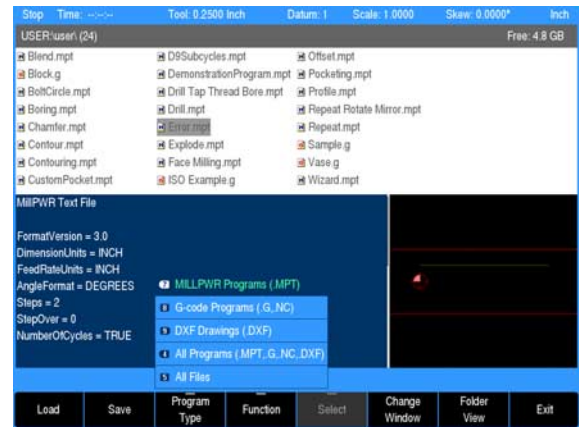 Stop Time: --:--:-- Tool: 0.2500 Inch Datum: 1 Scale: 1.0000 Skew: 0.0000° Inch
USER:\user\ (24) Free: 4.8 GB
Blend.mpt D9Subcycles.mpt Offset.mpt
Block.g DemonstrationProgram.mpt Pocketing.mpt
BoltCircle.mpt Drill Tap Thread Bore.mpt Profile.mpt
Boring.mpt Drill.mpt Repeat Rotate Mirror.mpt
Chamfer.mpt Error.mpt Repeat.mpt
Contour.mpt Explode.mpt Sample.g
Contouring.mpt Face Milling.mpt Vase.g
CustomPocket.mpt ISO Example.g Wizard.mpt
MillPWR Text File
FormatVersion = 3.0
DimensionUnits = INCH
FeedRateUnits = INCH
AngleFormat = DEGREES
Steps = 2
StepOver = 0
NumberOfCycles = TRUE
7 MILLPWR Programs (.MPT)
8 G-code Programs (.G,.NC)
9 DXF Drawings (.DXF)
4 All Programs (.MPT,.G,.NC,.DXF)
5 All Files
Load Save Program Type Function Select Change Window Folder View Exit